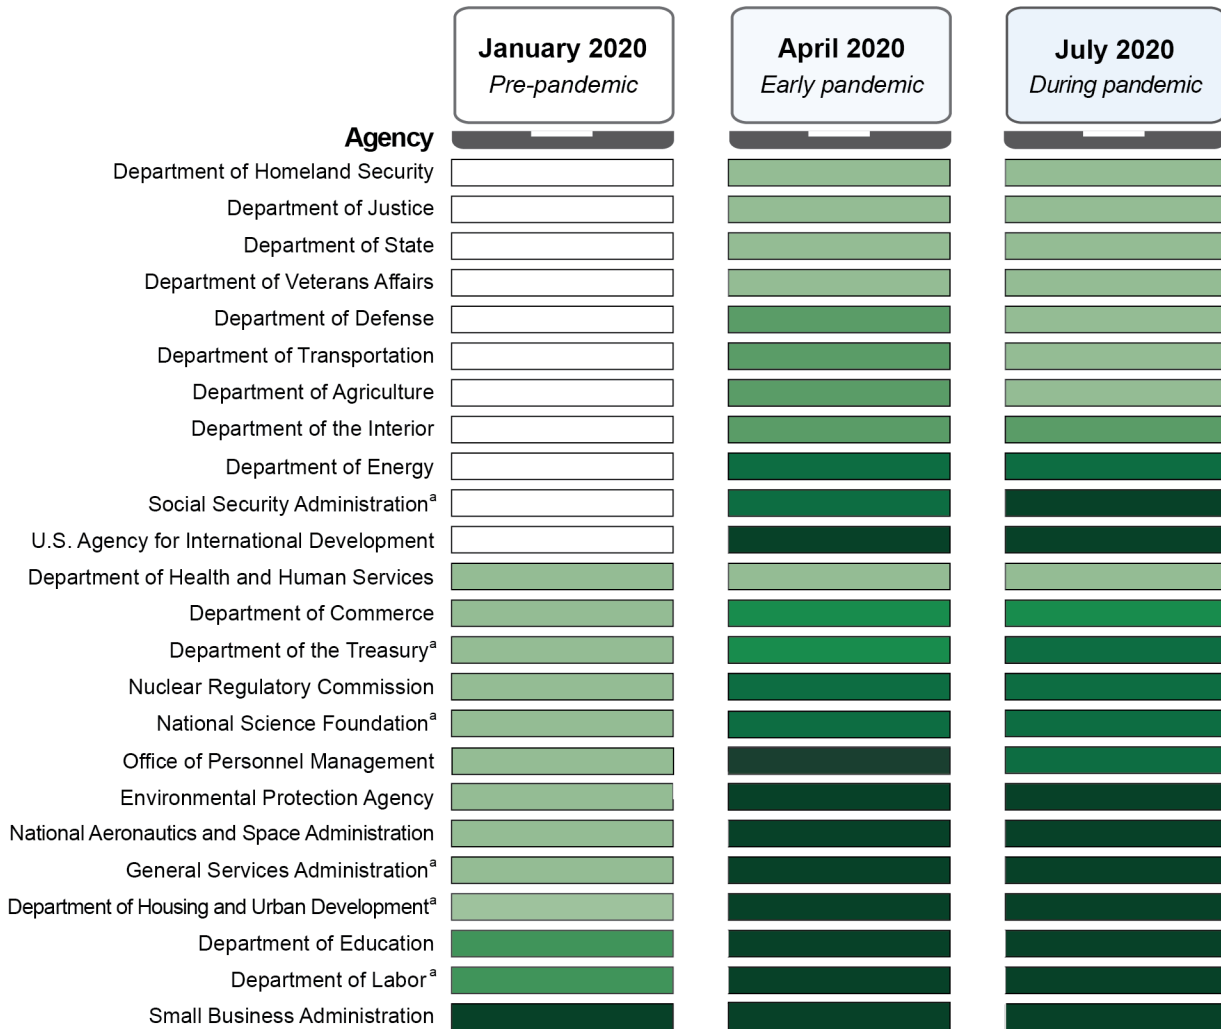 January 2020
Pre-pandemic
April 2020
Early pandemic
July 2020
During pandemic
Agency
Department of Homeland Security
Department of Justice
Department of State
Department of Veterans Affairs
Department of Defense
Department of Transportation
Department of Agriculture
Department of the Interior
Department of Energy
Social Security Administrationᵃ
U.S. Agency for International Development
Department of Health and Human Services
Department of Commerce
Department of the Treasuryᵃ
Nuclear Regulatory Commission
National Science Foundationᵃ
Office of Personnel Management
Environmental Protection Agency
National Aeronautics and Space Administration
General Services Administrationᵃ
Department of Housing and Urban Developmentᵃ
Department of Education
Department of Laborᵃ
Small Business Administration